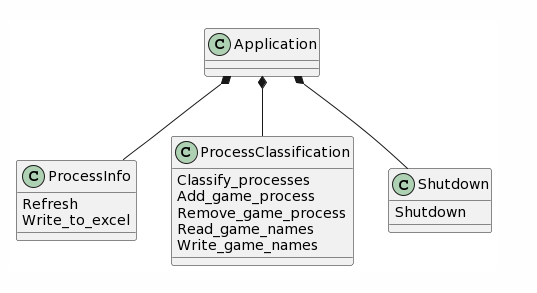 C Application
C ProcessInfo
Refresh
Write_to_excel
C ProcessClassification
Classify_processes
Add_game_process
Remove_game_process
Read_game_names
Write_game_names
C Shutdown
Shutdown